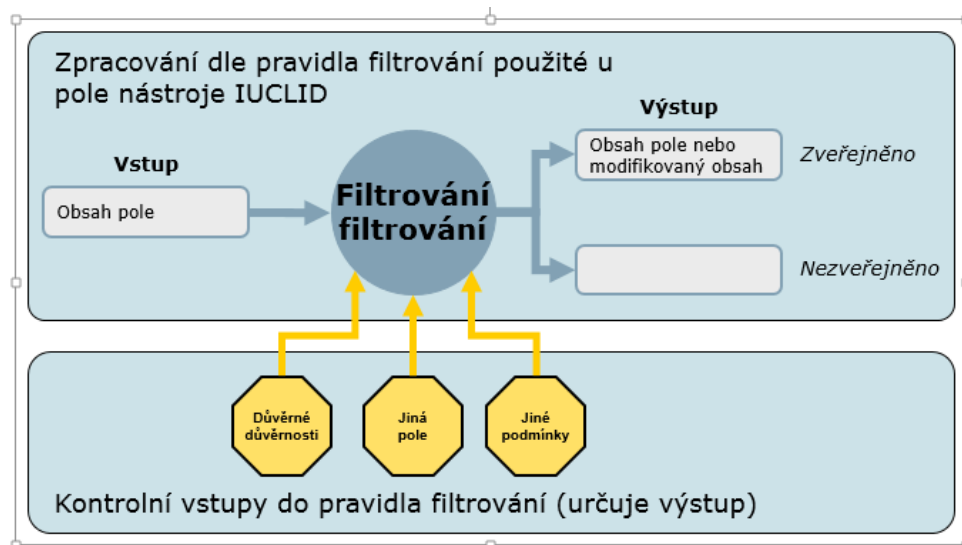 Zpracování dle pravidla filtrování použité u
pole nástroje IUCLID
Vstup
Obsah pole
Filtrování
filtrování
Výstup
Obsah pole nebo
modifikovaný obsah
Zveřejněno
Nezveřejněno
Důvěrné
důvěrnosti
Jiná
pole
Jiné
podmínky
Kontrolní vstupy do pravidla filtrování (určuje výstup)